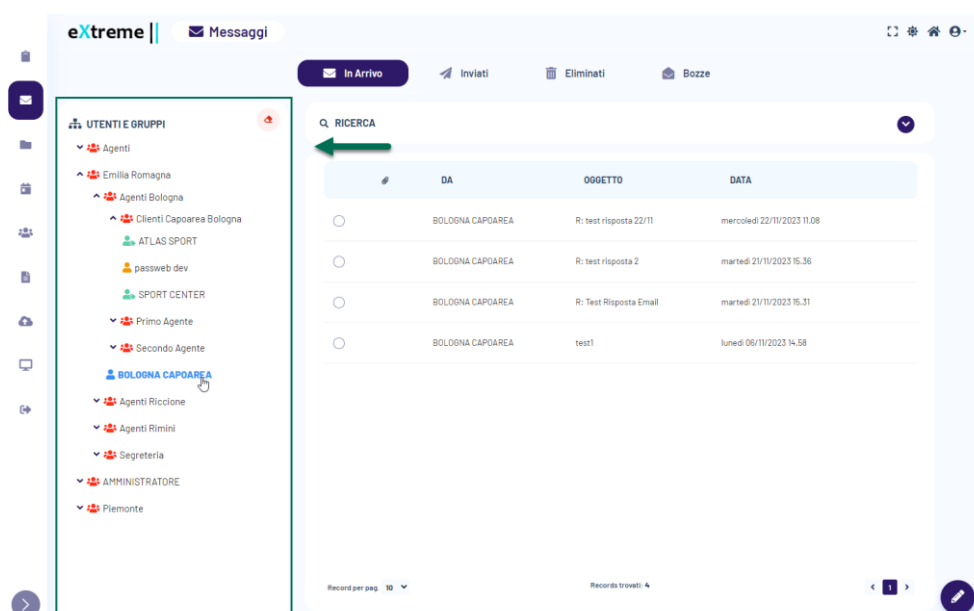 eXtreme ||
Messaggi
In Arrivo
Inviati
Eliminati
Bozze
UTENTI E GRUPPI
Agenti
Emilia Romagna
Agenti Bologna
Clienti Capoarea Bologna
ATLAS SPORT
passweb dev
SPORT CENTER
Primo Agente
Secondo Agente
BOLOGNA CAPOAREA
Agenti Riccione
Agenti Rimini
Segreteria
AMMINISTRATORE
Piemonte
RICERCA
DA OGGETTO DATA
BOLOGNA CAPOAREA R: test risposta 22/11 mercoledì 22/11/2023 11.08
BOLOGNA CAPOAREA R: test risposta 2 martedì 21/11/2023 15.36
BOLOGNA CAPOAREA R: Test Risposta Email martedì 21/11/2023 15.31
BOLOGNA CAPOAREA test1 lunedì 06/11/2023 14.58
Record per pag. 10 Records trovati: 4 1